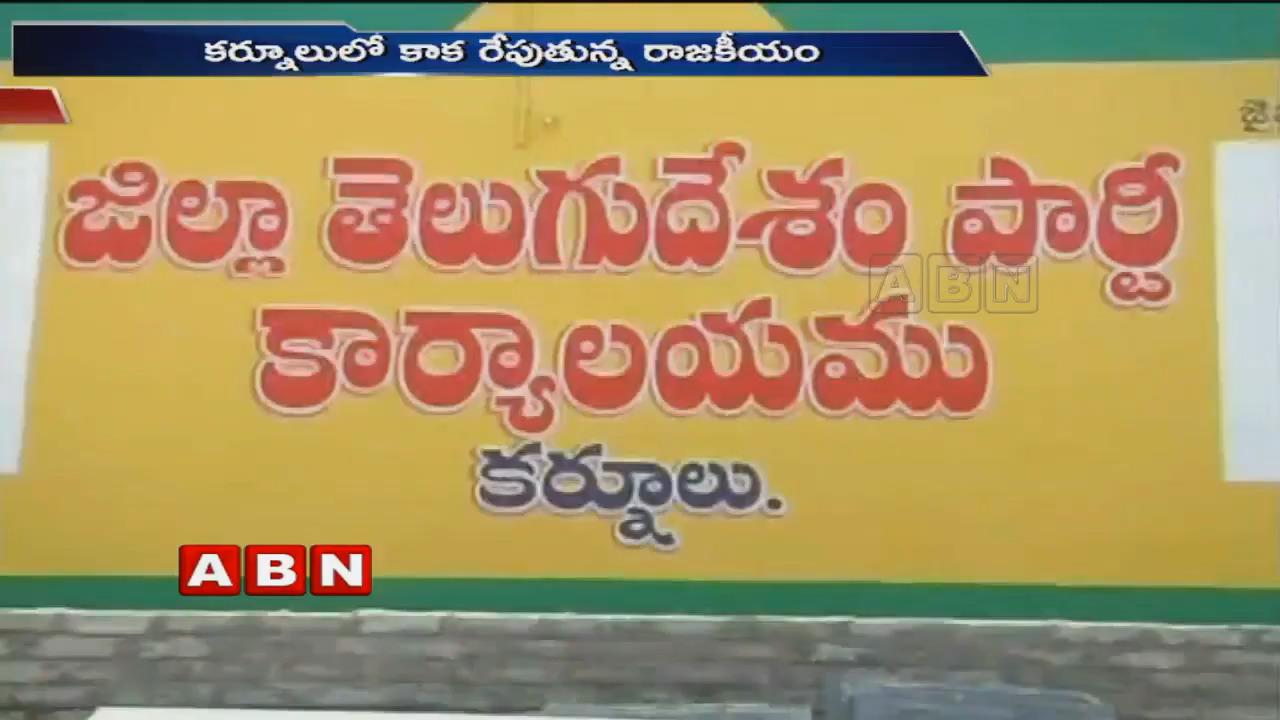 కర్నూలులో కాక రేపుతున్న రాజకీయం
జిల్లా తెలుగుదేశం పార్టీ
ABN
కార్యాలయము
కర్నూలు.
ABN